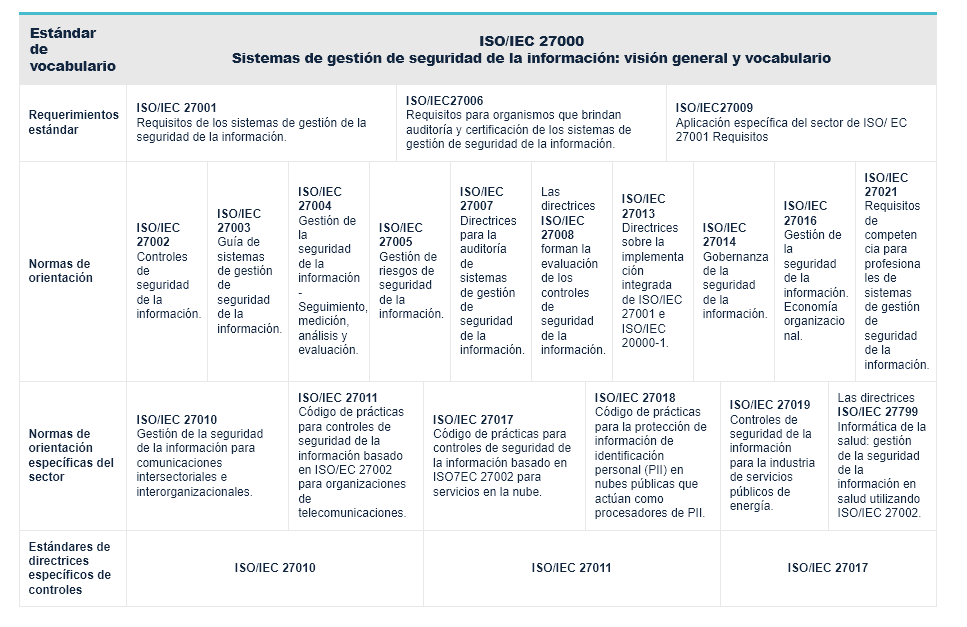 Estándar
de
vocabulario
ISO/IEC 27000
Sistemas de gestión de seguridad de la información: visión general y vocabulario
Requerimientos
estándar
ISO/IEC 27001
Requisitos de los sistemas de gestión de la
seguridad de la información.
ISO/IEC27006
Requisitos para organismos que brindan
auditoría y certificación de los sistemas de
gestión de seguridad de la información.
ISO/IEC27009
Aplicación específica del sector de ISO/ EC
27001 Requisitos
Normas de
orientación
ISO/IEC
27002
Controles
de
seguridad
de la
información.
ISO/IEC
27003
Guía de
sistemas
de gestión
de
seguridad
de la
información.
ISO/IEC
27004
Gestión de
la
seguridad
de la
información
-
Seguimiento,
medición,
análisis y
evaluación.
ISO/IEC
27005
Gestión de
riesgos de
seguridad
de la
información.
ISO/IEC
27007
Directrices
para la
auditoría
de
sistemas
de gestión
de
seguridad
de la
información.
Las
directrices
ISO/IEC
27008
forman la
evaluación
de los
controles
de
seguridad
de la
información.
ISO/IEC
27013
Directrices
sobre la
implementa
ción
integrada
de ISO/IEC
27001 e
ISO/IEC
20000-1.
ISO/IEC
27014
Gobernanza
de la
seguridad
de la
información.
ISO/IEC
27016
Gestión de
la
seguridad
de la
información.
Economía
organizacio
nal.
ISO/IEC
27021
Requisitos
de
competen
cia para
profesiona
les de
sistemas
de gestión
de
seguridad
de la
información.
Normas de
orientación
específicas del
sector
ISO/IEC 27010
Gestión de la seguridad
de la información para
comunicaciones
intersectoriales e
interorganizacionales.
ISO/IEC 27011
Código de prácticas
para controles de
seguridad de la
información basado
en ISO/EC 27002
para organizaciones
de
telecomunicaciones.
ISO/IEC 27017
Código de prácticas para
controles de seguridad de
la información basado en
ISO7EC 27002 para
servicios en la nube.
ISO/IEC 27018
Código de prácticas
para la protección de
información de
identificación
personal (PII) en
nubes públicas que
actúan como
procesadores de PII.
ISO/IEC 27019
Controles de
seguridad de la
información
para la industria
de servicios
públicos de
energía.
Las directrices
ISO/IEC 27799
Informática de la
salud: gestión
de la seguridad
de la
información en
salud utilizando
ISO/IEC 27002.
Estándares de
directrices
específicos de
controles
ISO/IEC 27010
ISO/IEC 27011
ISO/IEC 27017